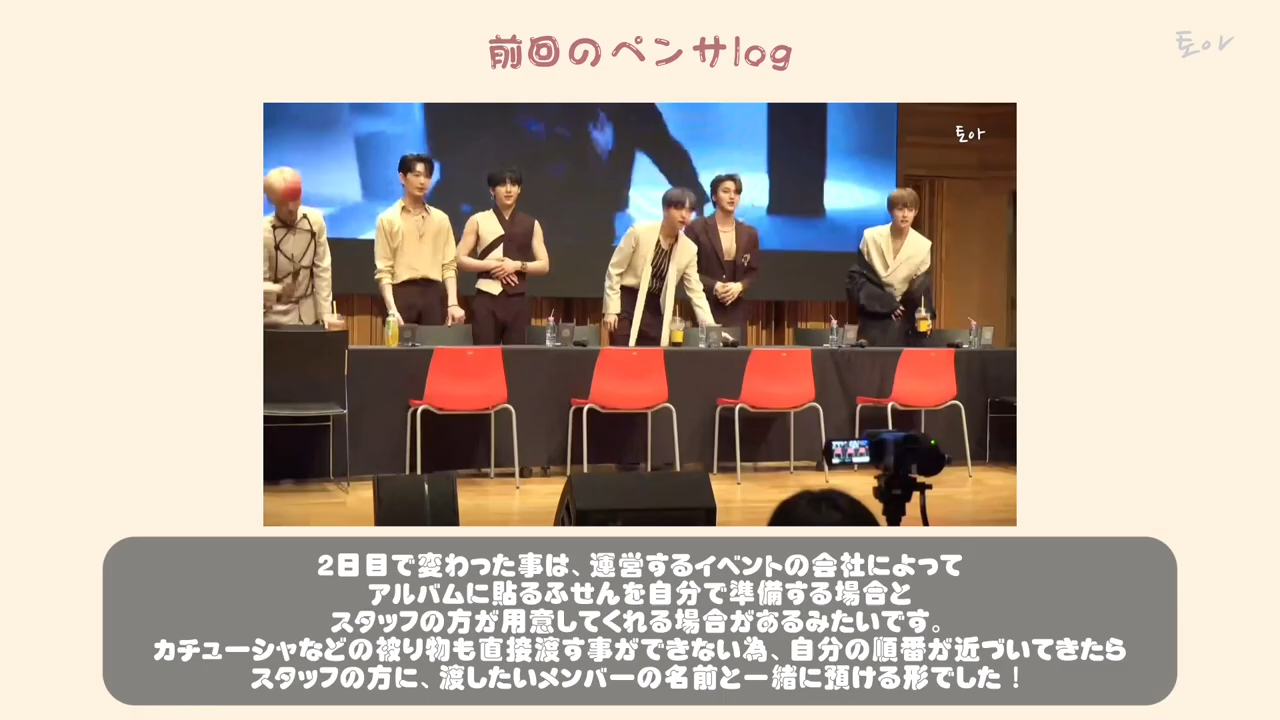 前回のペンサlog
토아
토아
2日目で変わった事は、運営するイベントの会社によって
アルバムに貼るふせんを自分で準備する場合と
スタッフの方が用意してくれる場合があるみたいです。
カチューシャなどの被り物も直接渡す事ができない為、自分の順番が近づいてきたら
スタッフの方に、渡したいメンバーの名前と一緒に預ける形でした！